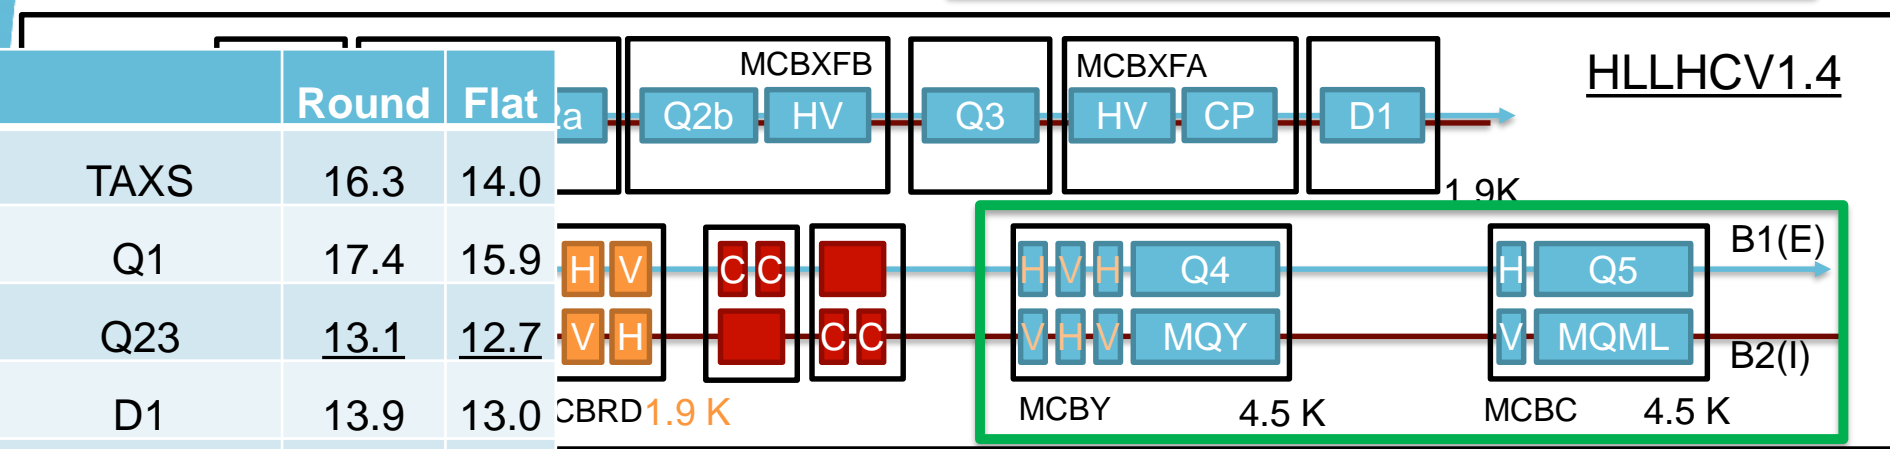 MCBXFB
MCBXFA
HLLHCV1.4
Round Flat
Q2b HV Q3 HV CP D1
TAXS 16.3 14.0
1.9K
B1(E)
Q1 17.4 15.9
H V C C H V H Q4 H Q5
Q23 13.1 12.7
V H C C V H V MQY V MQML
B2(I)
D1 13.9 13.0
CBRD 1.9 K MCBY 4.5 K MCBC 4.5 K